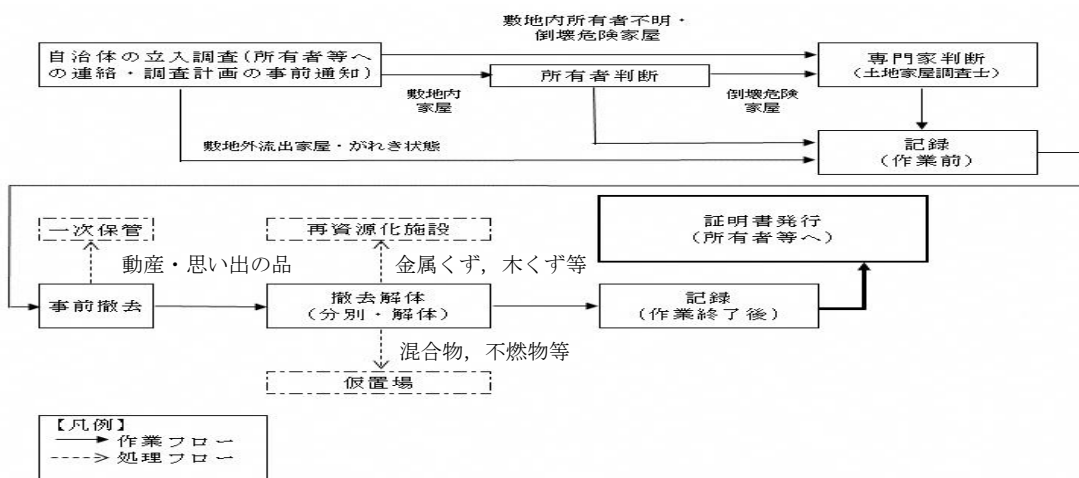 敷地内所有者不明・
倒壊危険家屋
自治体の立入調査(所有者等へ
の連絡・調査計画の事前通知)
所有者判断
専門家判断
(土地家屋調査士)
敷地内
家屋
倒壊危険
家屋
敷地外流出家屋・がれき状態
記録
(作業前)
一次保管
再資源化施設
証明書発行
(所有者等へ)
動産・思い出の品
金属くず，木くず等
事前撤去
撤去解体
(分別・解体)
記録
(作業終了後)
混合物，不燃物等
仮置場
【凡例】
作業フロー
処理フロー